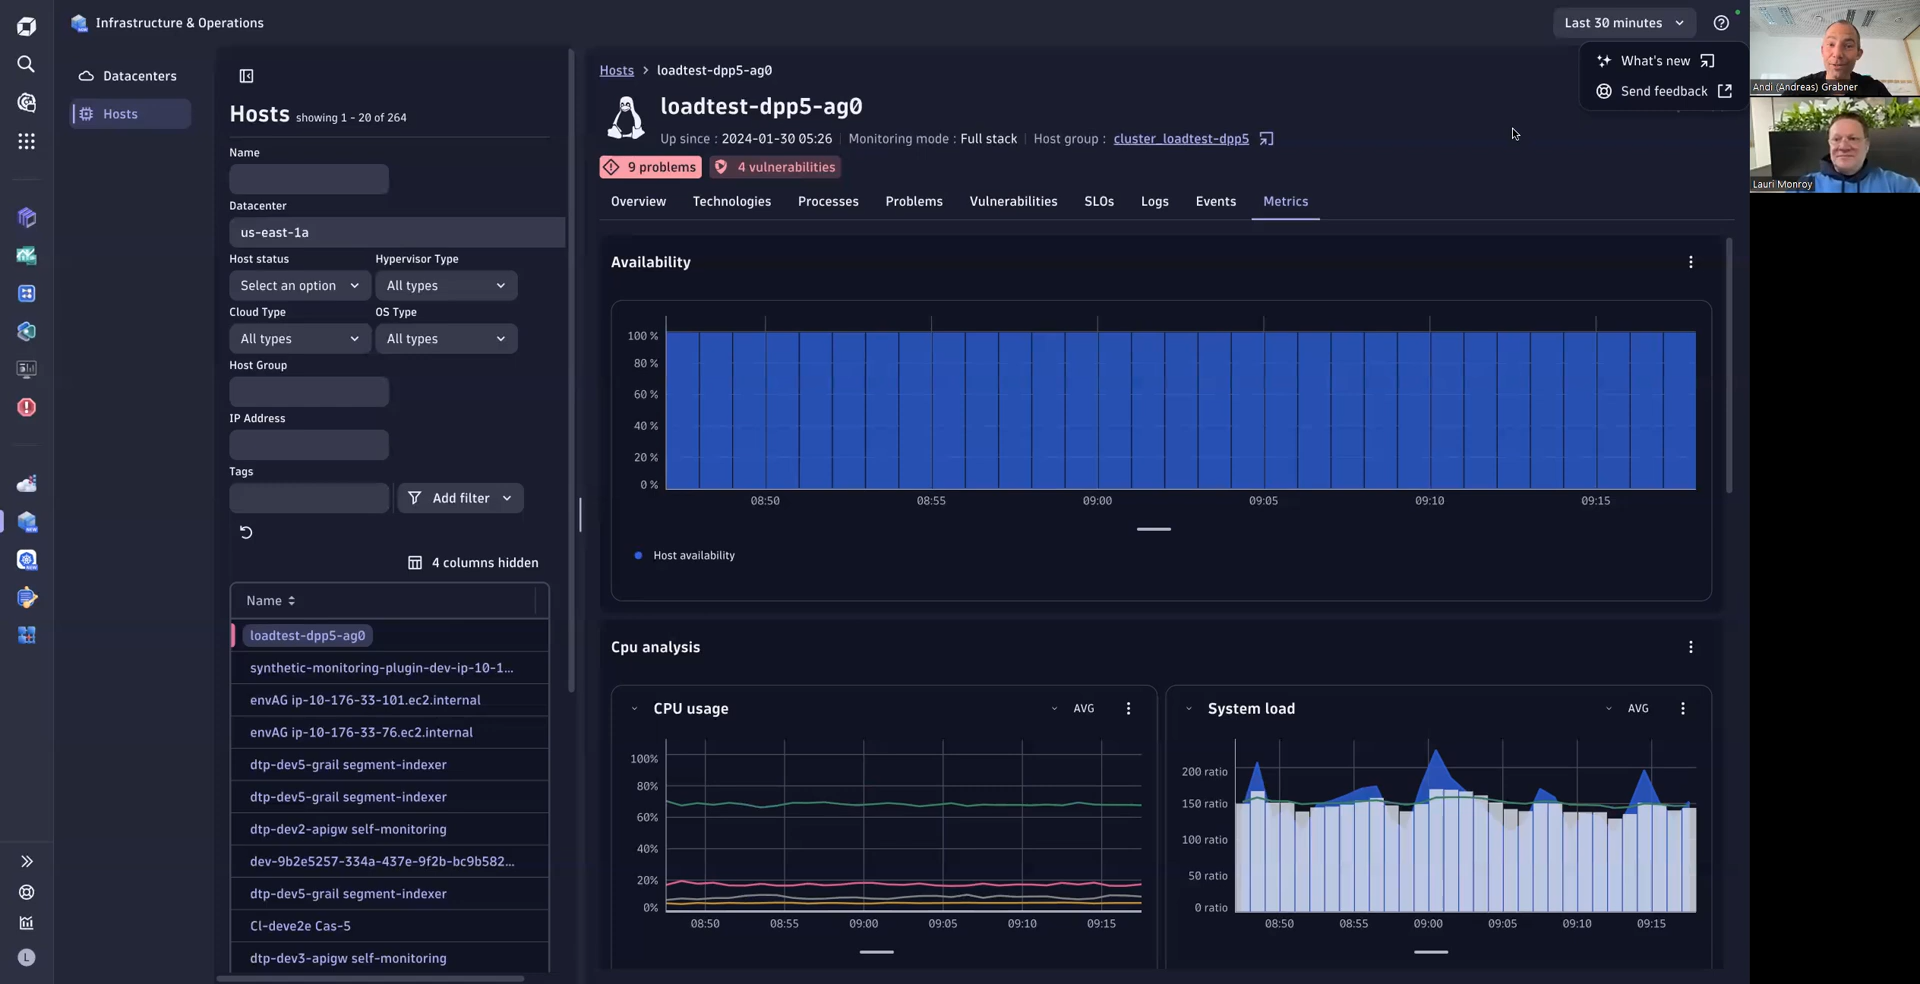 Infrastructure & Operations
Last 30 minutes
What's new
Send feedback
Andi (Andreas) Grabner
Lauri Monroy
Datacenters
Hosts
Hosts showing 1 - 20 of 264
Name
Datacenter
us-east-1a
Host status
Hypervisor Type
Select an option
All types
Cloud Type
OS Type
All types
All types
Host Group
IP Address
Tags
Add filter
4 columns hidden
Name
loadtest-dpp5-ag0
synthetic-monitoring-plugin-dev-ip-10-1...
envAG ip-10-176-33-101.ec2.internal
envAG ip-10-176-33-76.ec2.internal
dtp-dev5-grail segment-indexer
dtp-dev5-grail segment-indexer
dtp-dev2-apigw self-monitoring
dev-9b2e5257-334a-437e-9f2b-bc9b582...
dtp-dev5-grail segment-indexer
Cl-deve2e Cas-5
dtp-dev3-apigw self-monitoring
L
Hosts > loadtest-dpp5-ag0
loadtest-dpp5-ag0
Up since : 2024-01-30 05:26 | Monitoring mode : Full stack | Host group : cluster_loadtest-dpp5
9 problems
4 vulnerabilities
Overview Technologies Processes Problems Vulnerabilities SLOs Logs Events Metrics
Availability
100 %
80 %
60 %
40 %
20 %
0 %
08:50 08:55 09:00 09:05 09:10 09:15
Host availability
Cpu analysis
CPU usage
AVG
100%
80%
60%
40%
20%
0%
08:50 08:55 09:00 09:05 09:10 09:15
System load
AVG
200 ratio
150 ratio
100 ratio
50 ratio
0 ratio
08:50 08:55 09:00 09:05 09:10 09:15